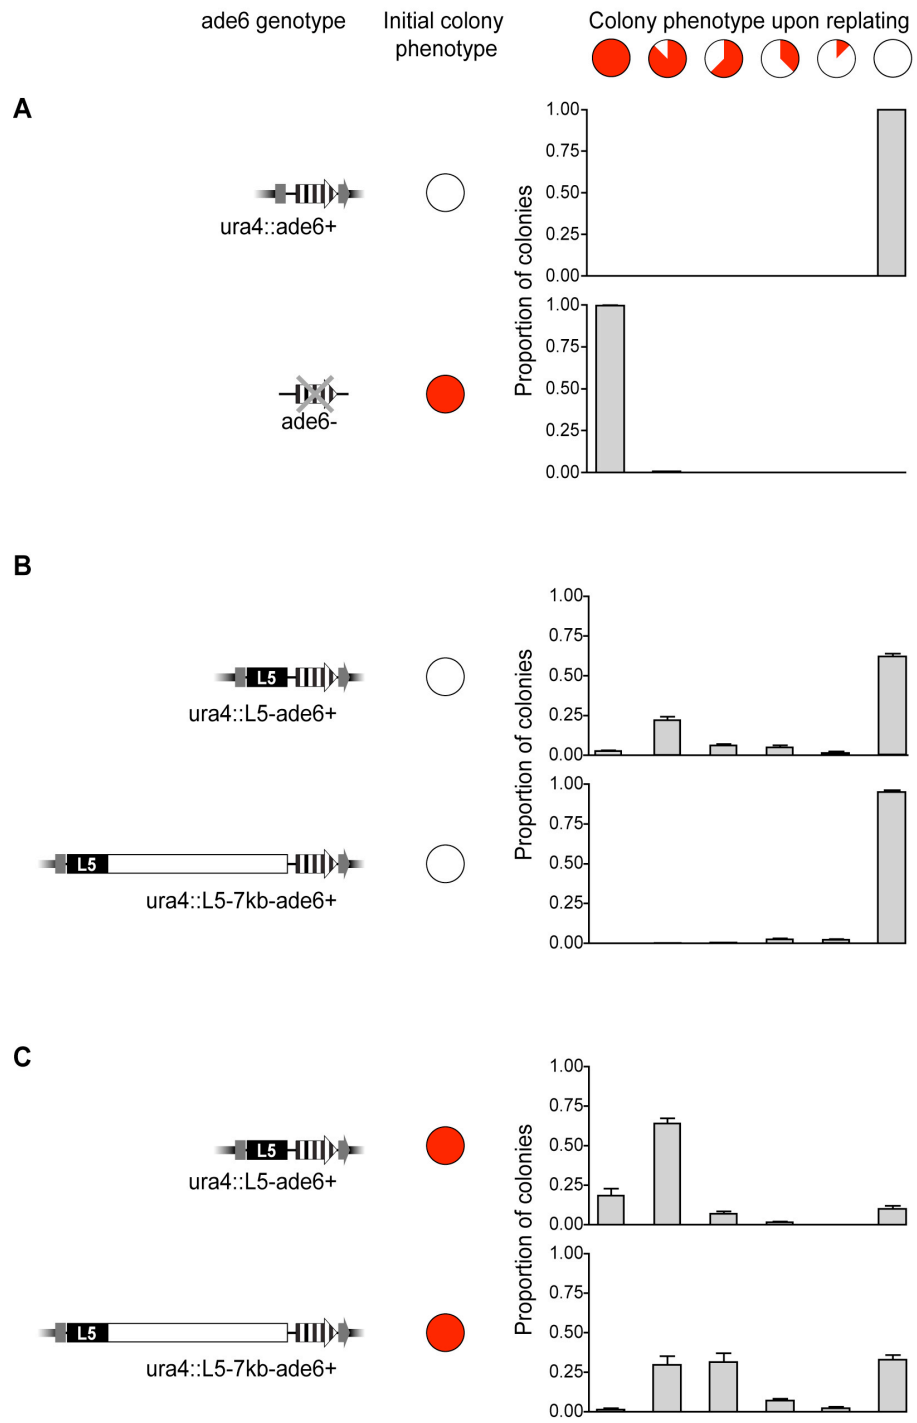 ade6 genotype
Initial colony
phenotype
Colony phenotype upon replating
A
ura4::ade6+
ade6-
Proportion of colonies
1.00
0.75
0.50
0.25
0.00
1.00
0.75
0.50
0.25
0.00
B
L5
ura4::L5-ade6+
L5
ura4::L5-7kb-ade6+
Proportion of colonies
1.00
0.75
0.50
0.25
0.00
1.00
0.75
0.50
0.25
0.00
C
L5
ura4::L5-ade6+
L5
ura4::L5-7kb-ade6+
Proportion of colonies
1.00
0.75
0.50
0.25
0.00
1.00
0.75
0.50
0.25
0.00